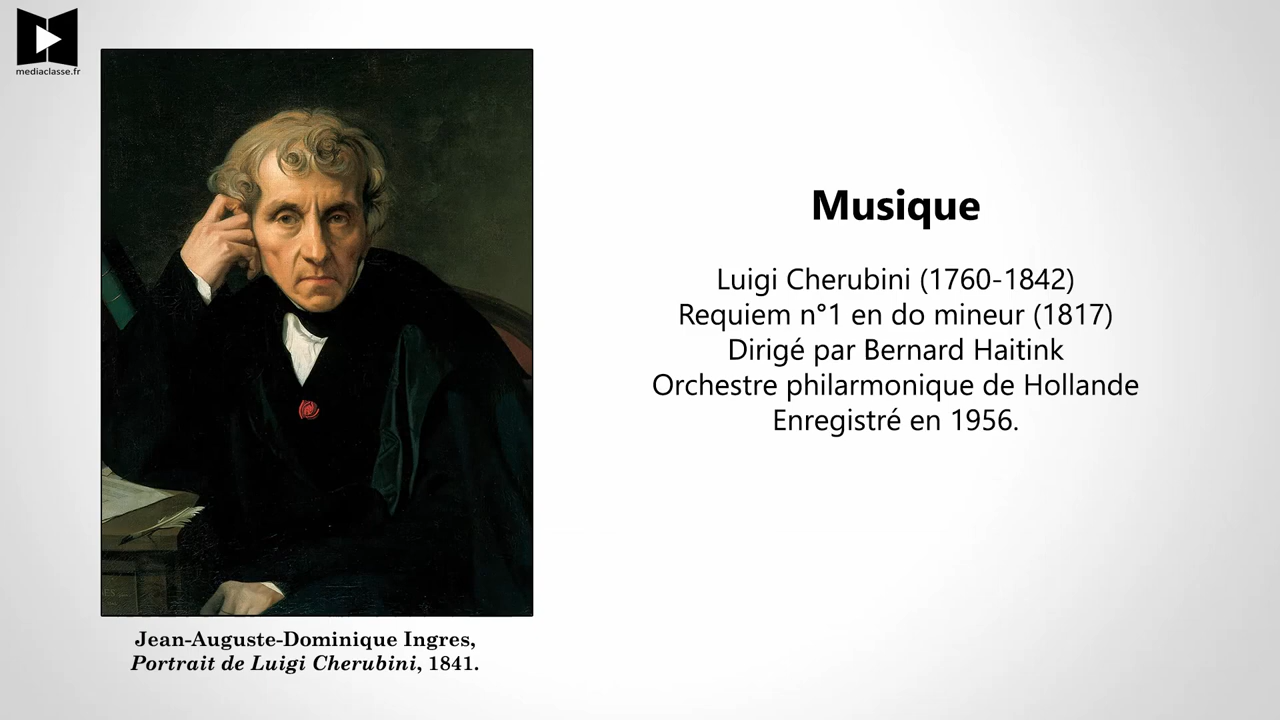 mediaclasse.fr
Musique
Luigi Cherubini (1760-1842)
Requiem n°1 en do mineur (1817)
Dirigé par Bernard Haitink
Orchestre philarmonique de Hollande
Enregistré en 1956.
Jean-Auguste-Dominique Ingres,
Portrait de Luigi Cherubini, 1841.